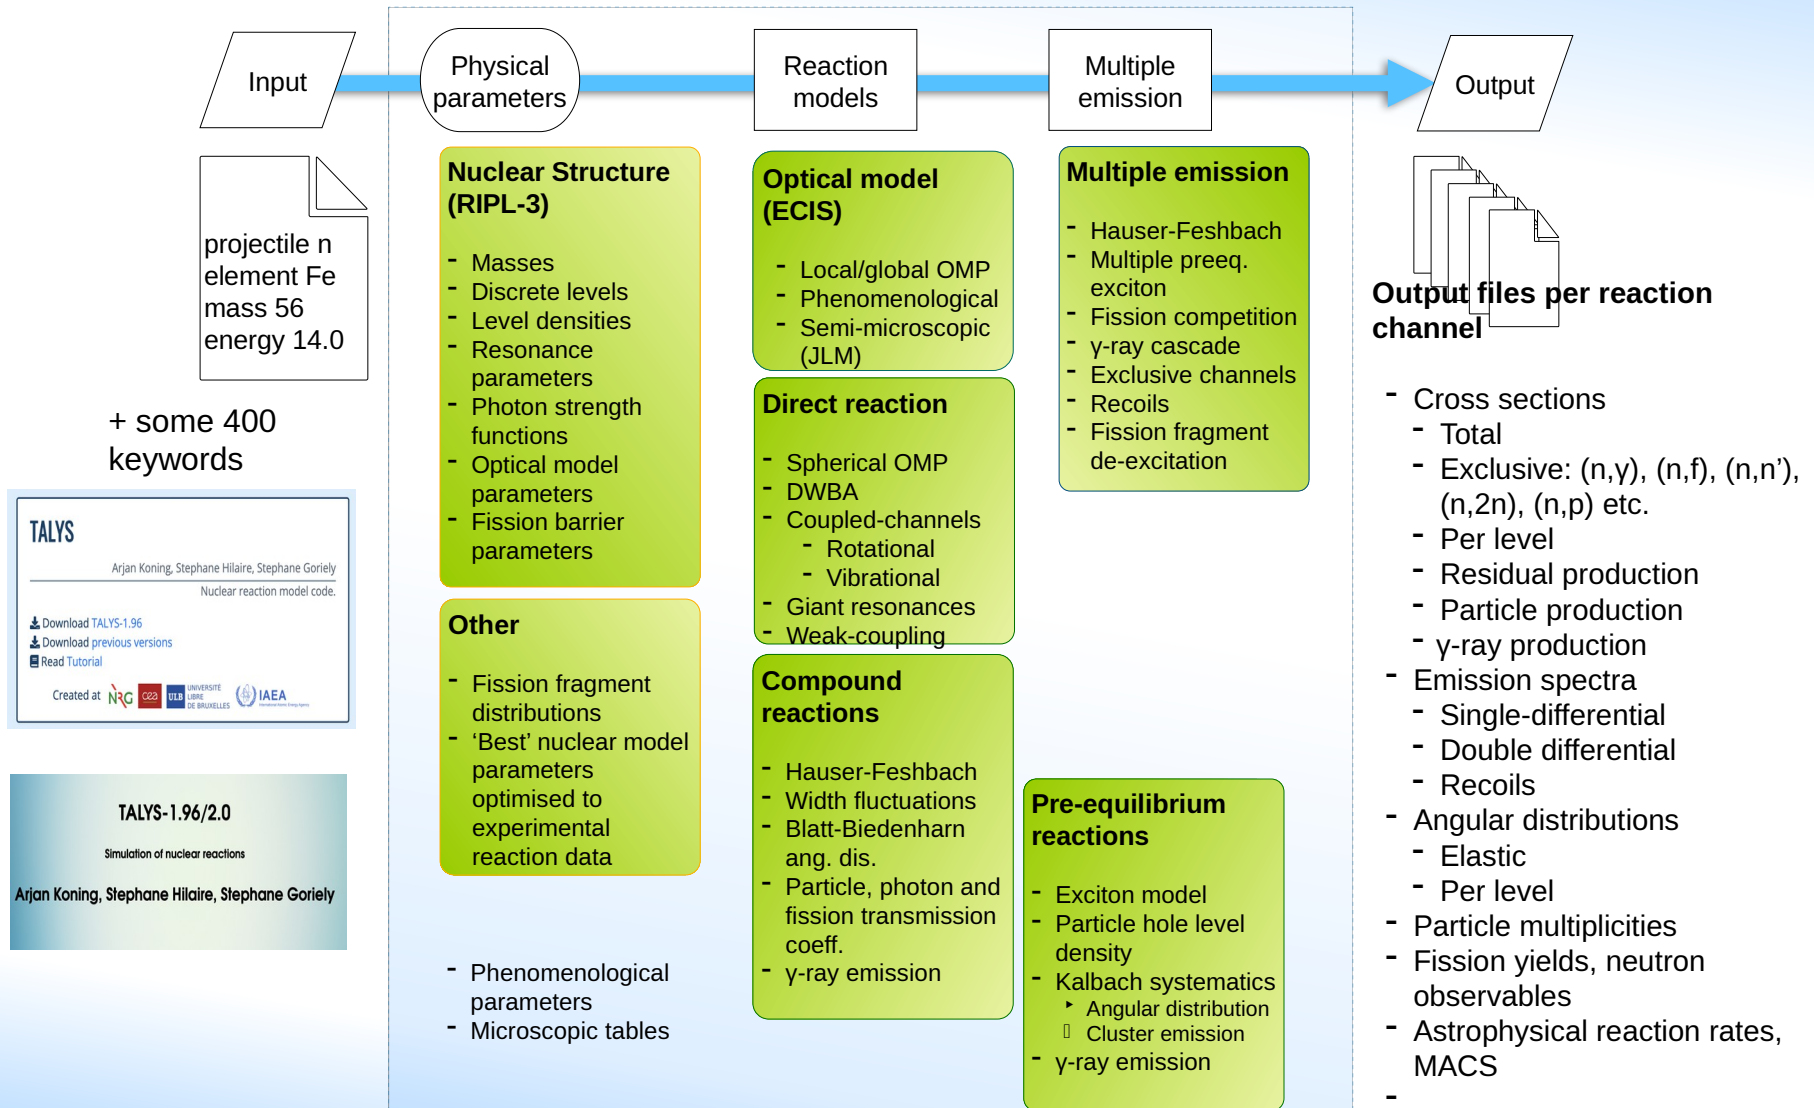 Input
Physical
parameters
Reaction
models
Multiple
emission
Output
projectile n
element Fe
mass 56
energy 14.0
+ some 400
keywords
TALYS
Arjan Koning, Stephane Hilaire, Stephane Goriely
Nuclear reaction model code.
Download TALYS-1.96
Download previous versions
Read Tutorial
Created at NRG cea ULB UNIVERSITÉ
LIBRE
DE BRUXELLES
IAEA
International Atomic Energy Agency
TALYS-1.96/2.0
Simulation of nuclear reactions
Arjan Koning, Stephane Hilaire, Stephane Goriely
Nuclear Structure
(RIPL-3)
- Masses
- Discrete levels
- Level densities
- Resonance
parameters
- Photon strength
functions
- Optical model
parameters
- Fission barrier
parameters
Other
- Fission fragment
distributions
- ‘Best’ nuclear model
parameters
optimised to
experimental
reaction data
- Phenomenological
parameters
- Microscopic tables
Optical model
(ECIS)
- Local/global OMP
- Phenomenological
- Semi-microscopic
(JLM)
Direct reaction
- Spherical OMP
- DWBA
- Coupled-channels
- Rotational
- Vibrational
- Giant resonances
- Weak-coupling
Compound
reactions
- Hauser-Feshbach
- Width fluctuations
- Blatt-Biedenharn
ang. dis.
- Particle, photon and
fission transmission
coeff.
- γ-ray emission
Multiple emission
- Hauser-Feshbach
- Multiple preeq.
exciton
- Fission competition
- γ-ray cascade
- Exclusive channels
- Recoils
- Fission fragment
de-excitation
Pre-equilibrium
reactions
- Exciton model
- Particle hole level
density
- Kalbach systematics
‣ Angular distribution
▯ Cluster emission
- γ-ray emission
Output files per reaction
channel
- Cross sections
- Total
- Exclusive: (n,γ), (n,f), (n,n’),
(n,2n), (n,p) etc.
- Per level
- Residual production
- Particle production
- γ-ray production
- Emission spectra
- Single-differential
- Double differential
- Recoils
- Angular distributions
- Elastic
- Per level
- Particle multiplicities
- Fission yields, neutron
observables
- Astrophysical reaction rates,
MACS
-